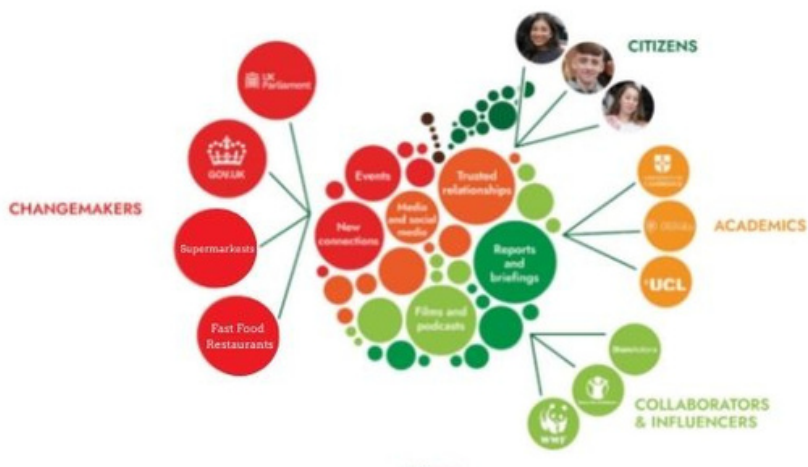 CITIZENS
UK
Parliament
GOV.UK
CHANGEMAKERS
Supermarkests
Fast Food
Restaurants
Events
Trusted
relationships
Media
and social
media
New
connections
Reports
and
briefings
Films and
podcasts
ACADEMICS
UCL
COLLABORATORS
& INFLUENCERS
WWF